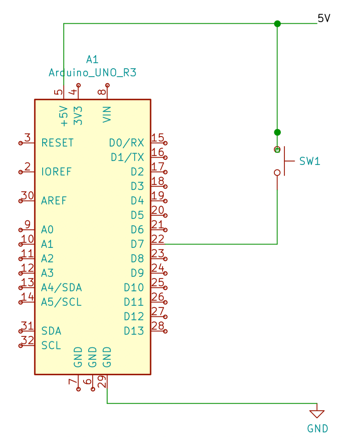 5V
A1
Arduino_UNO_R3
5
4
8
+5V
3V3
VIN
3
RESET
D0/RX
15
D1/TX
16
2
IOREF
D2
17
D3
18
30
AREF
D4
19
D5
20
9
A0
D6
21
10
A1
D7
22
11
A2
D8
23
12
A3
D9
24
13
A4/SDA
D10
25
14
A5/SCL
D11
26
D12
27
31
SDA
D13
28
32
SCL
GND
GND
GND
7
6
29
SW1
GND